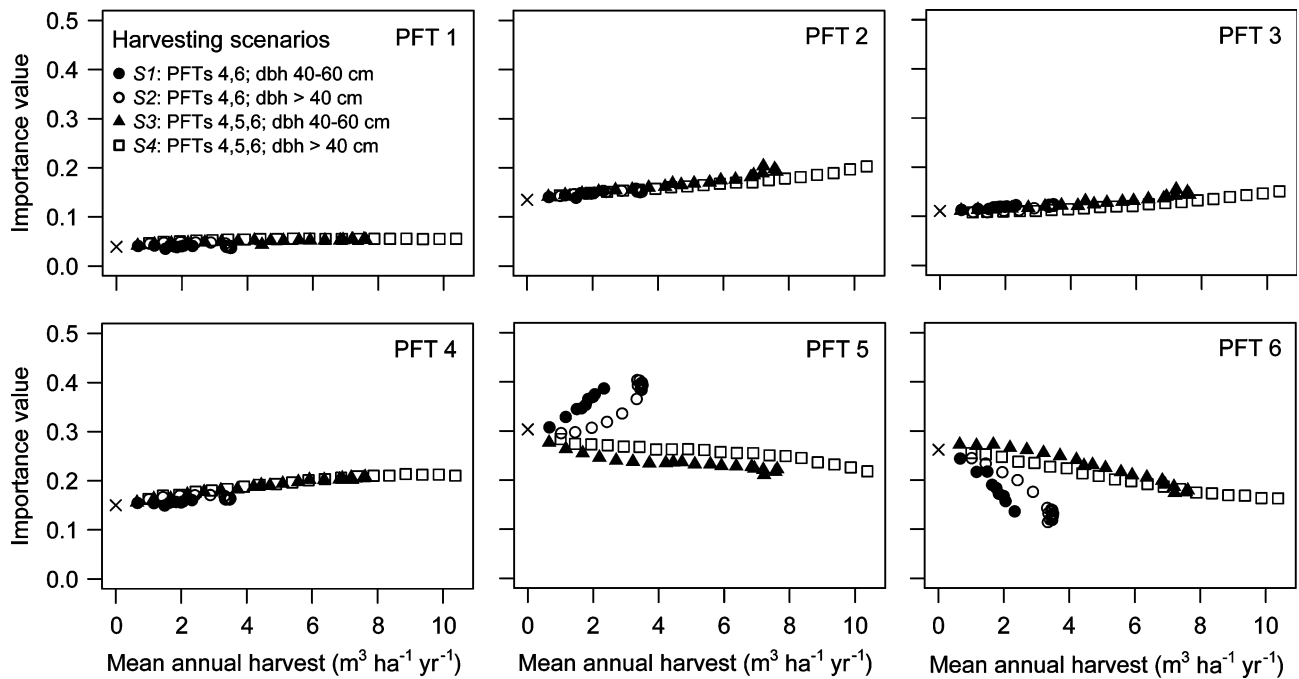 Importance value
0.5
0.4
0.3
0.2
0.1
0.0
Harvesting scenarios
PFT 1
S1: PFTs 4,6; dbh 40-60 cm
S2: PFTs 4,6; dbh > 40 cm
S3: PFTs 4,5,6; dbh 40-60 cm
S4: PFTs 4,5,6; dbh > 40 cm
PFT 2
PFT 3
Importance value
0.5
0.4
0.3
0.2
0.1
0.0
PFT 4
PFT 5
PFT 6
0 2 4 6 8 10
0 2 4 6 8 10
0 2 4 6 8 10
Mean annual harvest (m³ ha⁻¹ yr⁻¹)
Mean annual harvest (m³ ha⁻¹ yr⁻¹)
Mean annual harvest (m³ ha⁻¹ yr⁻¹)